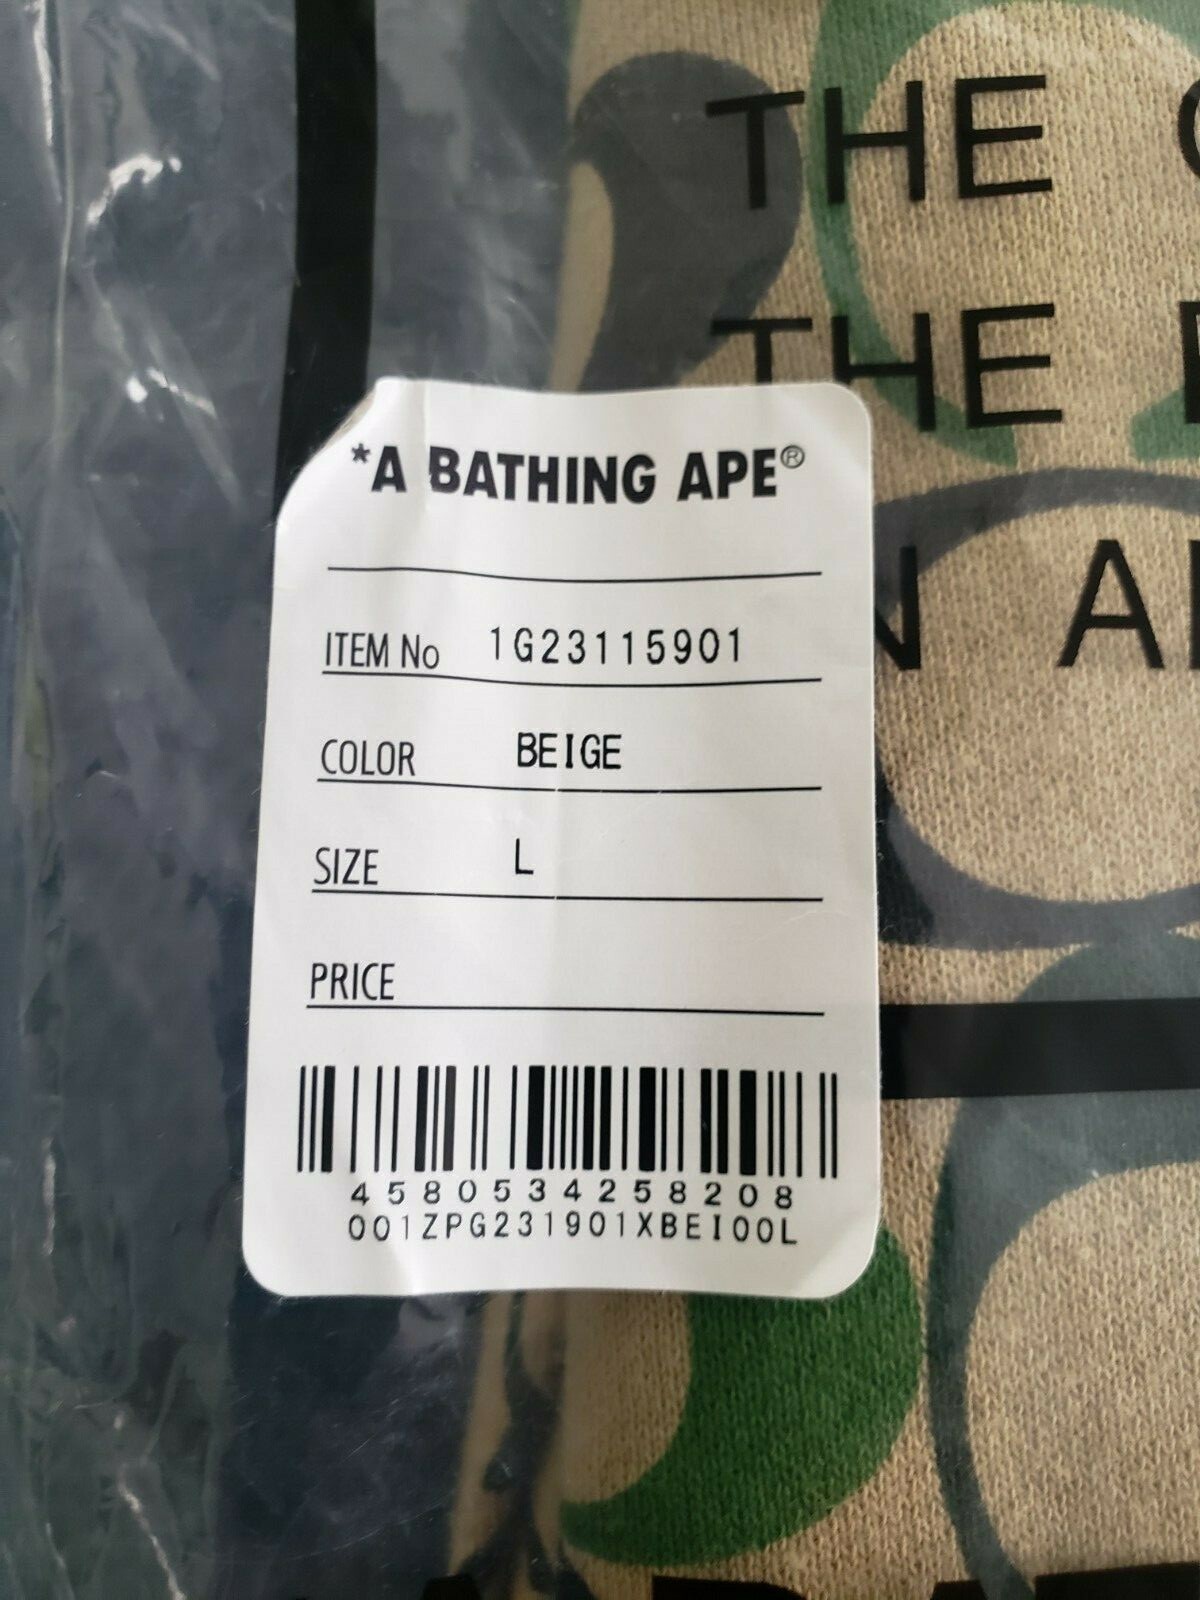 THE
THE
*A BATHING APE®
ITEM No 1G23115901
COLOR BEIGE
SIZE L
PRICE
4580534258208
001ZPG231901XBEI00L